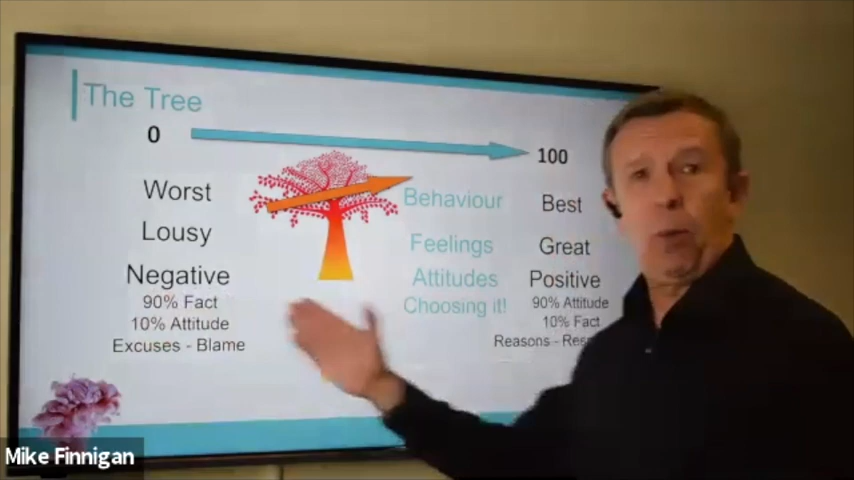 The Tree
0
100
Worst
Behaviour
Best
Lousy
Feelings
Great
Negative
Attitudes
Positive
90% Fact
Choosing it!
90% Attitude
10% Attitude
10% Fact
Excuses - Blame
Reasons -
Mike Finnigan